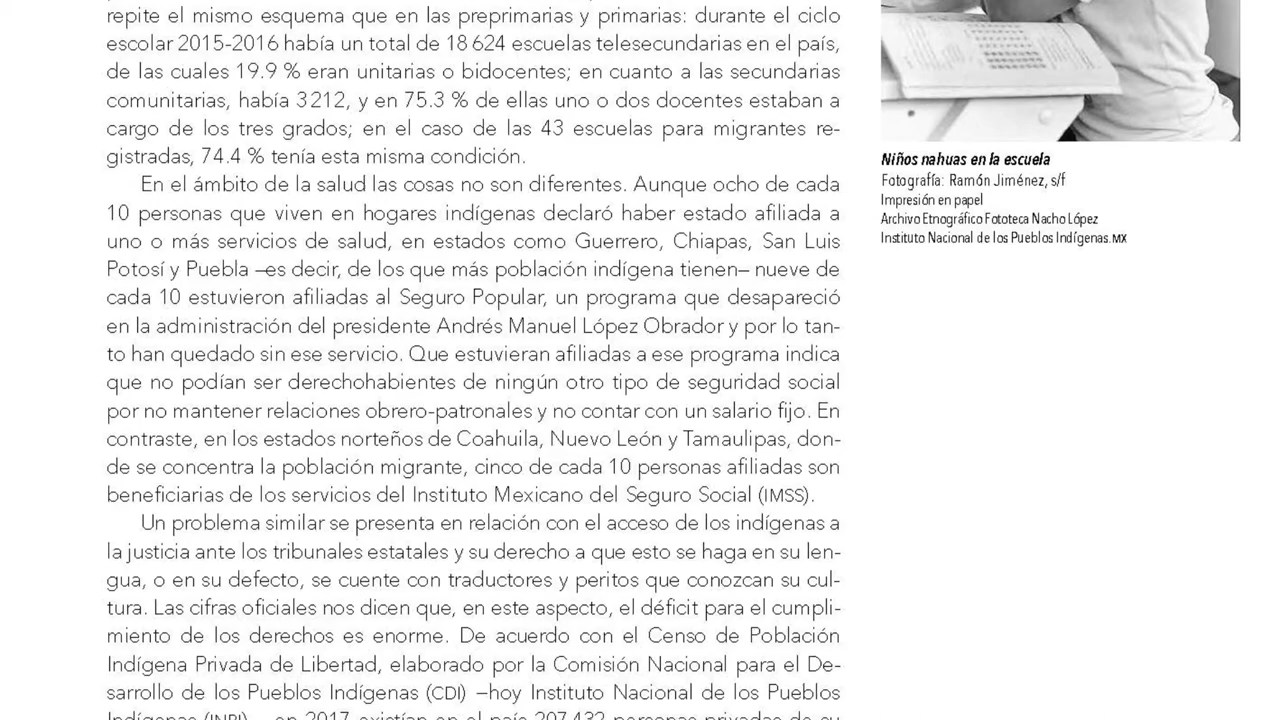 repite el mismo esquema que en las preprimarias y primarias: durante el ciclo
escolar 2015-2016 había un total de 18 624 escuelas telesecundarias en el país,
de las cuales 19.9 % eran unitarias o bidocentes; en cuanto a las secundarias
comunitarias, había 3 212, y en 75.3 % de ellas uno o dos docentes estaban a
cargo de los tres grados; en el caso de las 43 escuelas para migrantes re-
gistradas, 74.4 % tenía esta misma condición.
En el ámbito de la salud las cosas no son diferentes. Aunque ocho de cada
10 personas que viven en hogares indígenas declaró haber estado afiliada a
uno o más servicios de salud, en estados como Guerrero, Chiapas, San Luis
Potosí y Puebla —es decir, de los que más población indígena tienen— nueve de
cada 10 estuvieron afiliadas al Seguro Popular, un programa que desapareció
en la administración del presidente Andrés Manuel López Obrador y por lo tan-
to han quedado sin ese servicio. Que estuvieran afiliadas a ese programa indica
que no podían ser derechohabientes de ningún otro tipo de seguridad social
por no mantener relaciones obrero-patronales y no contar con un salario fijo. En
contraste, en los estados norteños de Coahuila, Nuevo León y Tamaulipas, don-
de se concentra la población migrante, cinco de cada 10 personas afiliadas son
beneficiarias de los servicios del Instituto Mexicano del Seguro Social (IMSS).
Un problema similar se presenta en relación con el acceso de los indígenas a
la justicia ante los tribunales estatales y su derecho a que esto se haga en su len-
gua, o en su defecto, se cuente con traductores y peritos que conozcan su cul-
tura. Las cifras oficiales nos dicen que, en este aspecto, el déficit para el cumpli-
miento de los derechos es enorme. De acuerdo con el Censo de Población
Indígena Privada de Libertad, elaborado por la Comisión Nacional para el De-
sarrollo de los Pueblos Indígenas (CDI) —hoy Instituto Nacional de los Pueblos
Indígenas (INPI)—, en 2017 existían en el país 207 432 personas privadas de su
Niños nahuas en la escuela
Fotografía: Ramón Jiménez, s/f
Impresión en papel
Archivo Etnográfico Fototeca Nacho López
Instituto Nacional de los Pueblos Indígenas.MX